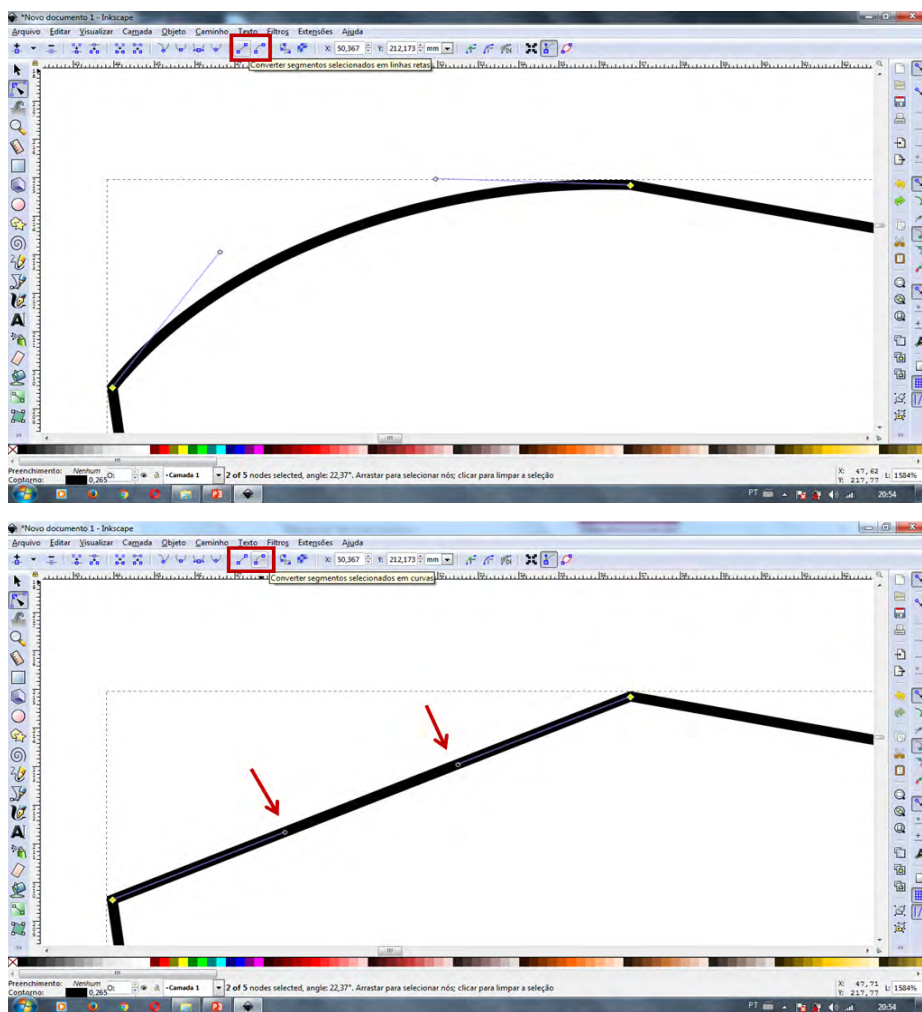 *Novo documento 1 - Inkscape
Arquivo Editar Visualizar Camada Objeto Caminho Texto Filtros Extensões Ajuda
X: 50,367 Y: 212,173 mm
Converter segmentos selecionados em linhas retas
Preenchimento: Nenhum O:
Contorno: 0,265
-Camada 1
2 of 5 nodes selected, angle: 22,37°. Arrastar para selecionar nós; clicar para limpar a seleção
X: 47,62
Y: 217,77
1584%
PT
20:54
*Novo documento 1 - Inkscape
Arquivo Editar Visualizar Camada Objeto Caminho Texto Filtros Extensões Ajuda
X: 50,367 Y: 212,173 mm
Converter segmentos selecionados em curvas
Preenchimento: Nenhum O:
Contorno: 0,265
-Camada 1
2 of 5 nodes selected, angle: 22,37°. Arrastar para selecionar nós; clicar para limpar a seleção
X: 47,71
Y: 217,77
1584%
PT
20:54